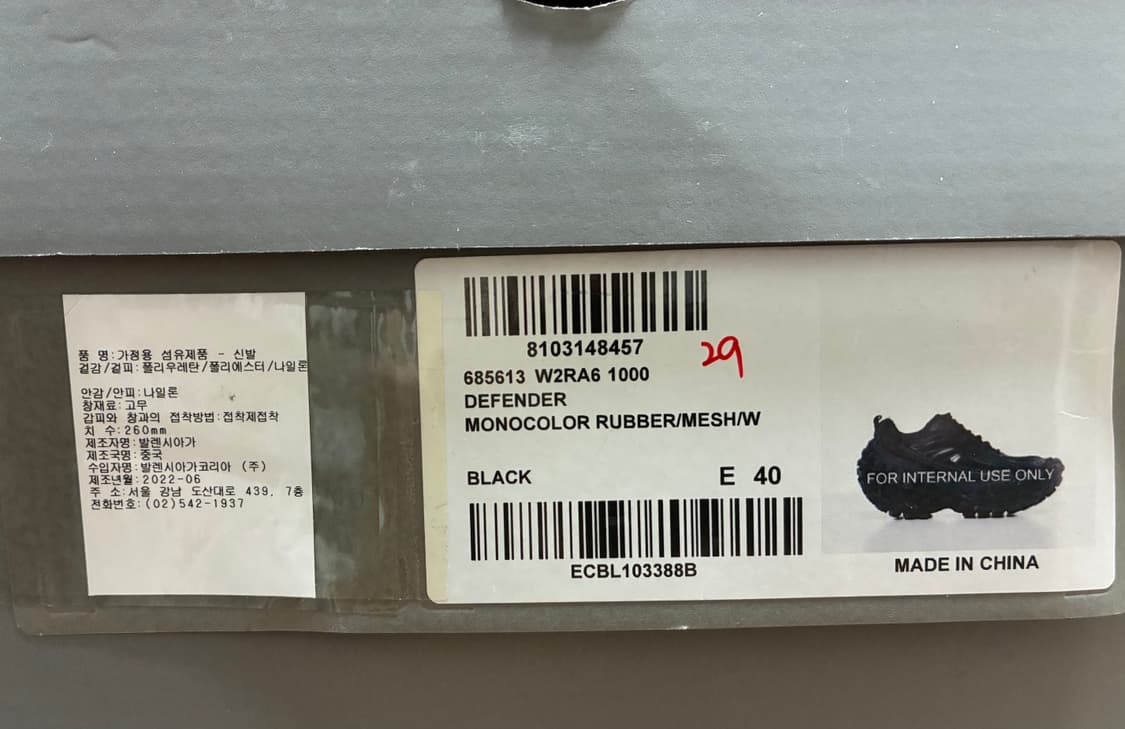 품 명:가정용 섬유제품 - 신발
겉감/겉피:폴리우레탄/폴리에스터/나일론
안감/안피:나일론
창재료:고무
갑피와 창과의 접착방법:접착제접착
치 수:260mm
제조자명:발렌시아가
제조국명:중국
수입자명:발렌시아가코리아 (주)
제조년월:2022-06
주 소:서울 강남 도산대로 439, 7층
전화번호:(02)542-1937
8103148457
29
685613 W2RA6 1000
DEFENDER
MONOCOLOR RUBBER/MESH/W
BLACK E 40
ECBL103388B
FOR INTERNAL USE ONLY
MADE IN CHINA